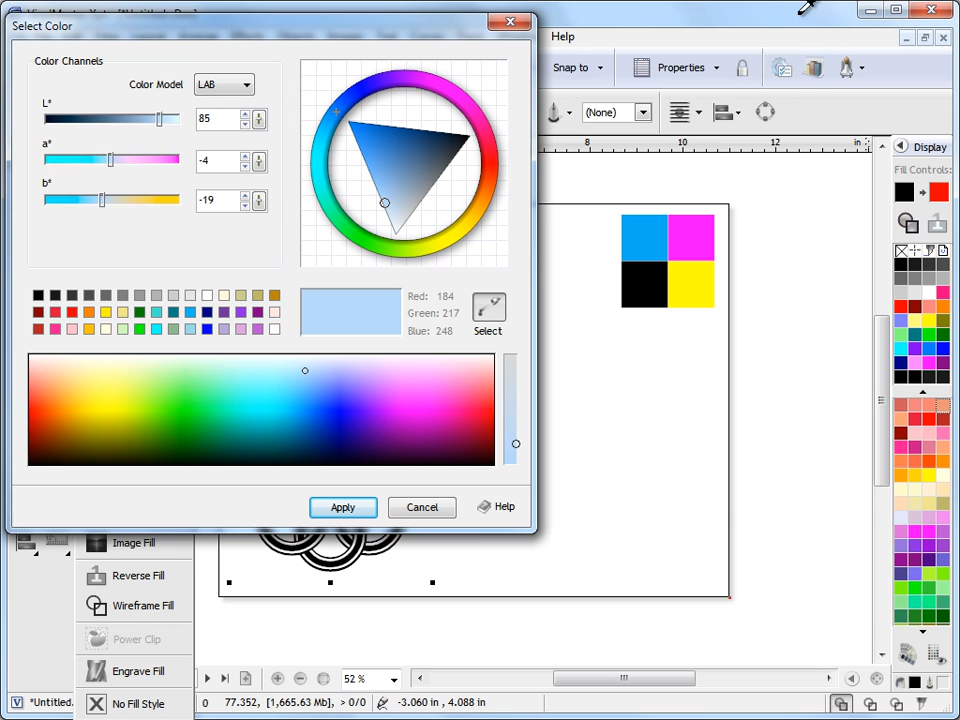 Select Color
Help
Color Channels
Color Model LAB
L*
85
a*
-4
b*
-19
Red: 184
Green: 217
Blue: 248
Select
Apply
Cancel
Help
Snap to
Properties
(None)
8
10
12
in
Display
Fill Controls:
Image Fill
Reverse Fill
Wireframe Fill
Power Clip
Engrave Fill
No Fill Style
52 %
*Untitled.
0
77.352, [1,665.63 Mb], > 0/0
-3.060 in , 4.088 in